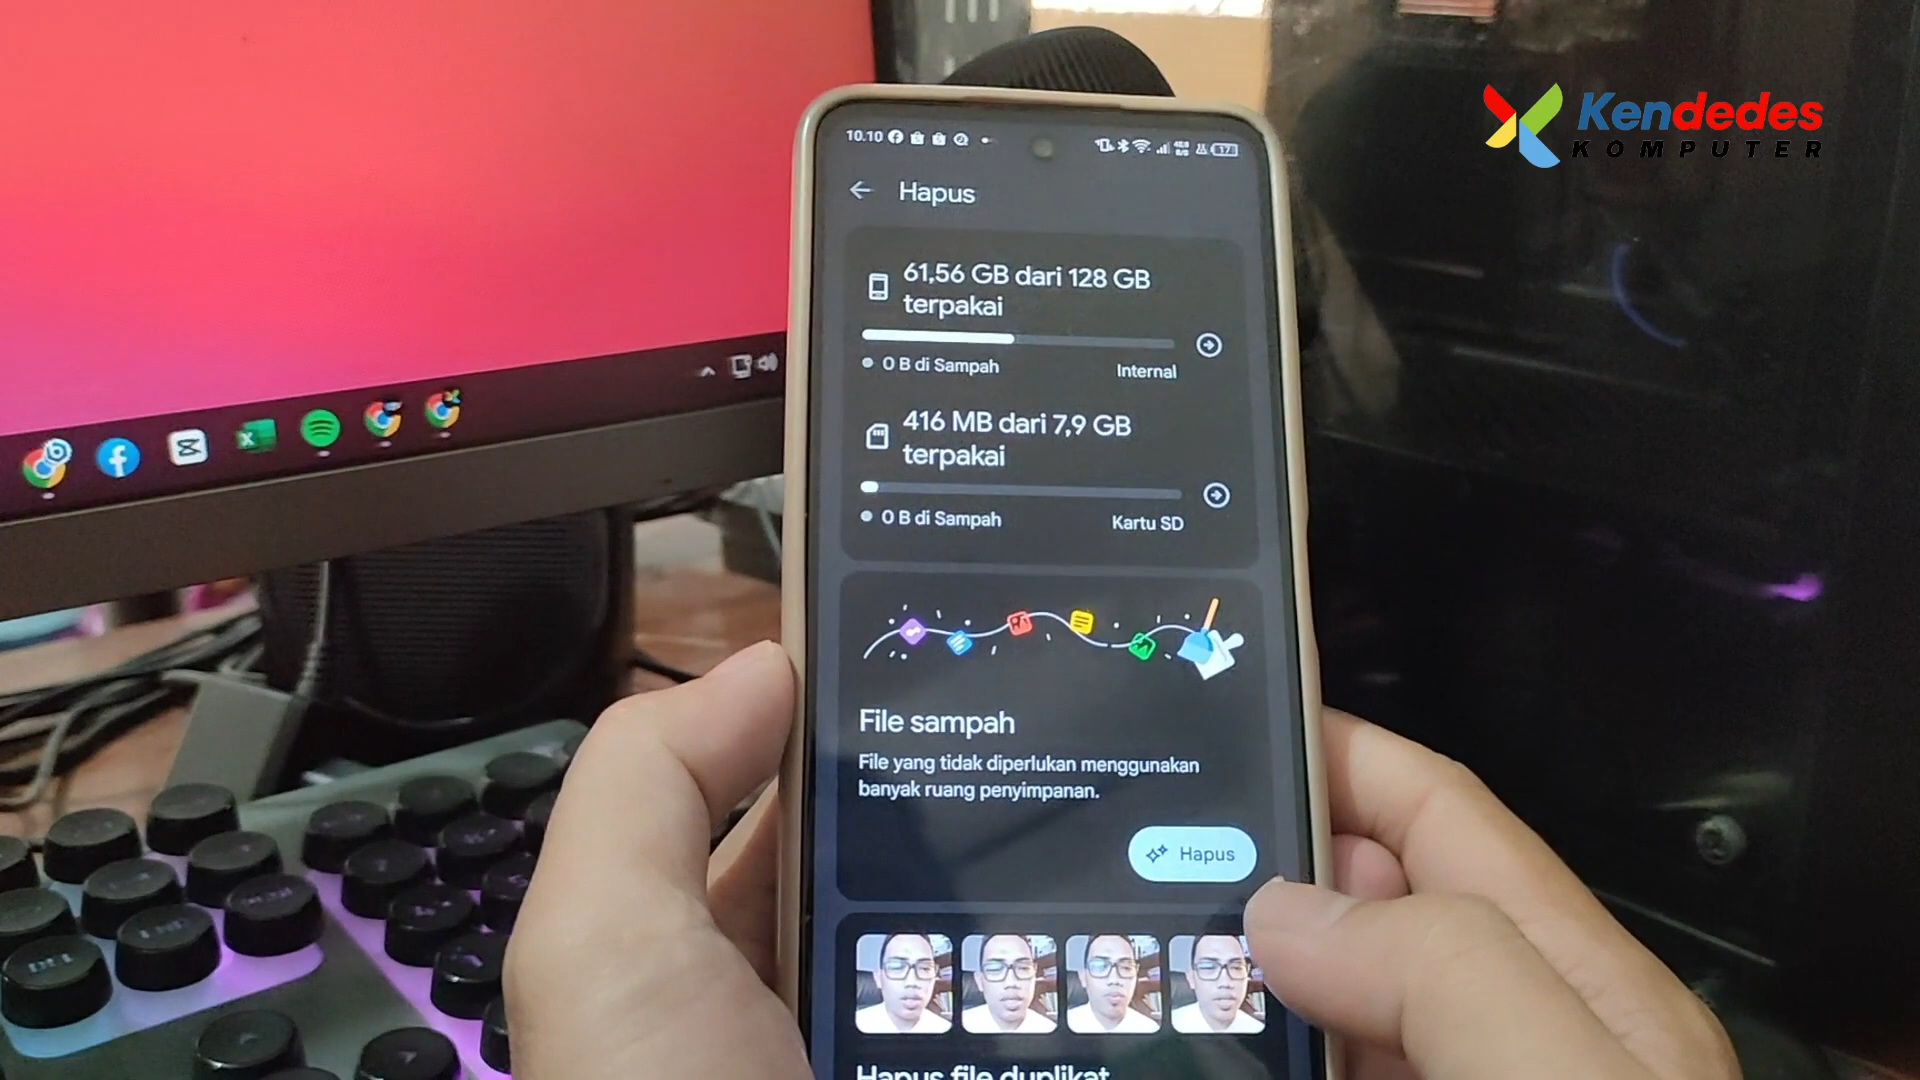 Kendedes
KOMPUTER
10.10
17
Hapus
61,56 GB dari 128 GB
terpakai
0 B di Sampah
Internal
416 MB dari 7,9 GB
terpakai
0 B di Sampah
Kartu SD
File sampah
File yang tidak diperlukan menggunakan
banyak ruang penyimpanan.
Hapus
Hapus file duplikat